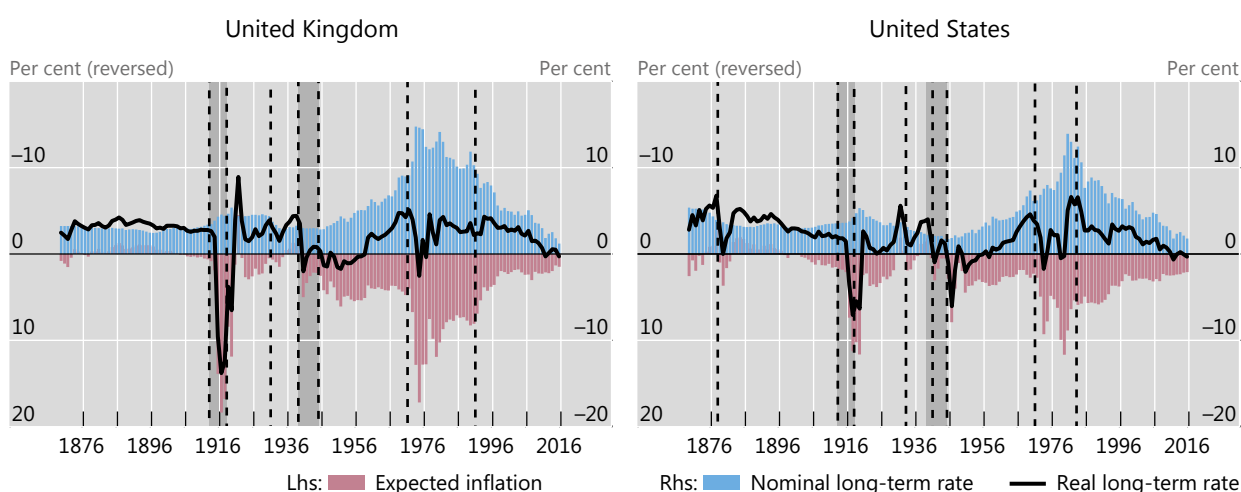 United Kingdom
United States
Per cent (reversed) Per cent
Per cent (reversed) Per cent
–10 10
–10 10
0 0
0 0
10 –10
10 –10
20 –20
20 –20
1876 1896 1916 1936 1956 1976 1996 2016
1876 1896 1916 1936 1956 1976 1996 2016
Lhs: Expected inflation
Rhs: Nominal long-term rate Real long-term rate